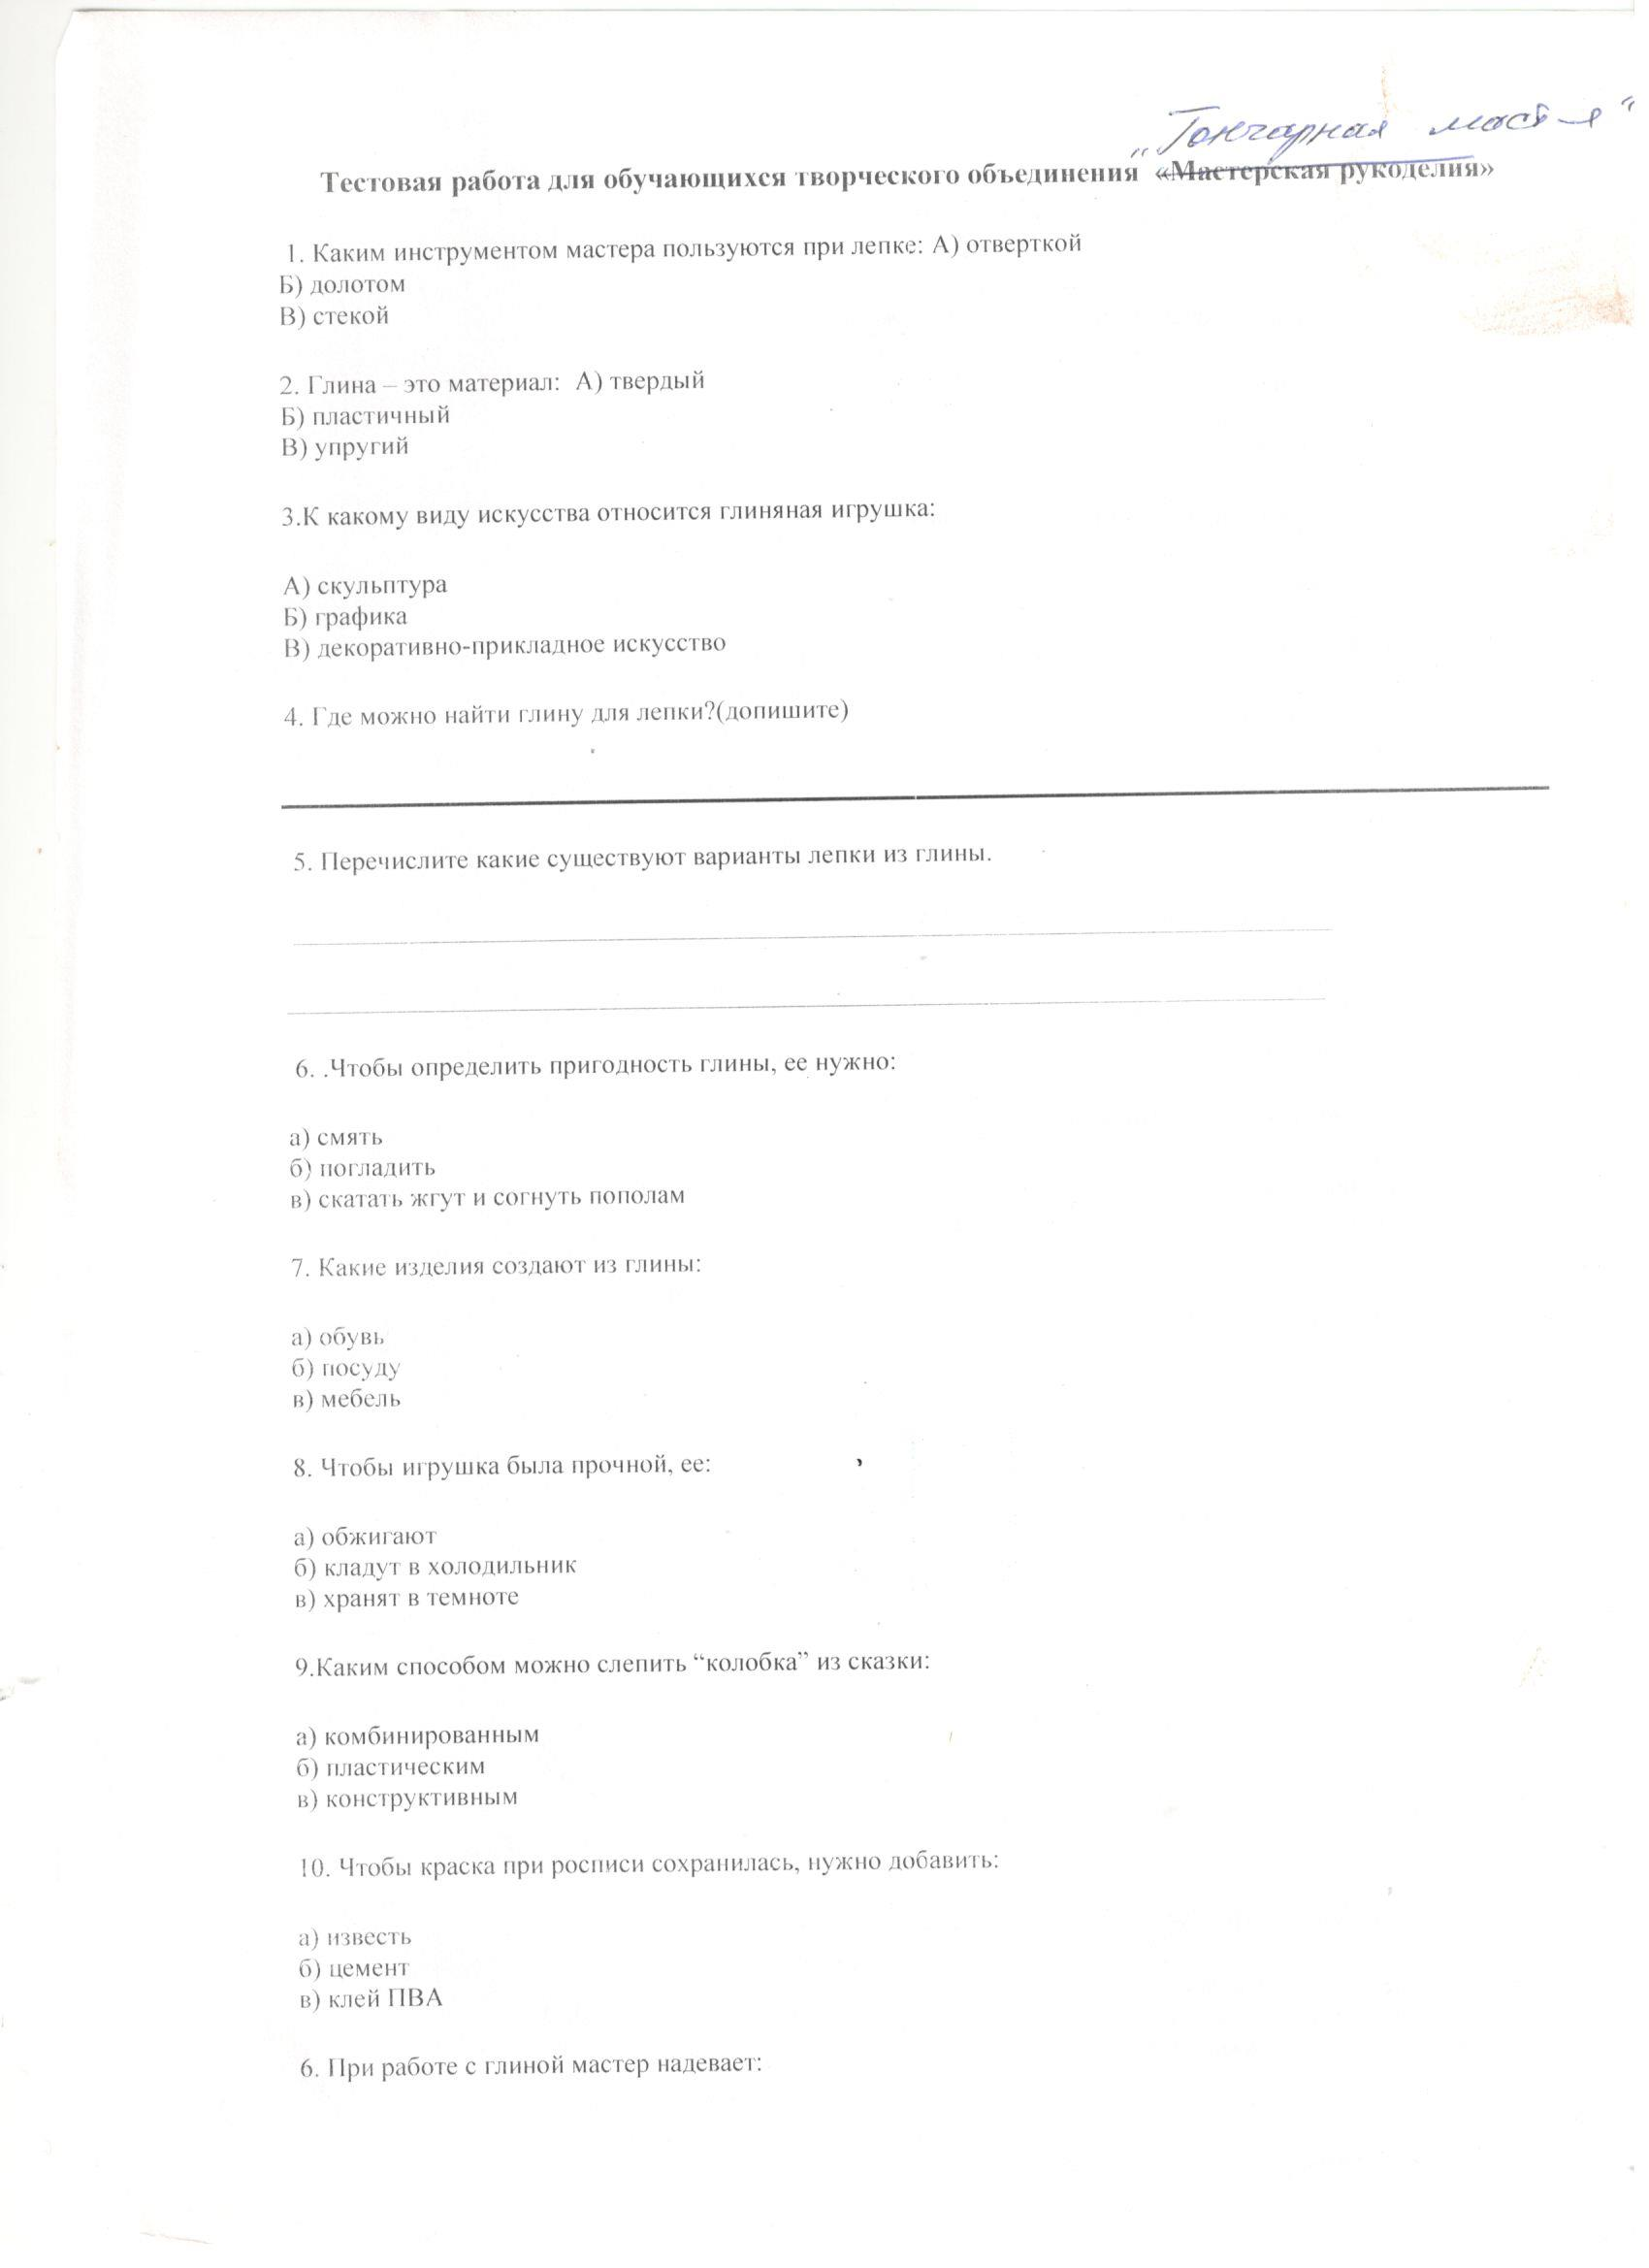 „Гончарная маст-я“
Тестовая работа для обучающихся творческого объединения «Мастерская рукоделия»
1. Каким инструментом мастера пользуются при лепке: А) отверткой
Б) долотом
В) стекой
2. Глина – это материал:  А) твердый
Б) пластичный
В) упругий
3.К какому виду искусства относится глиняная игрушка:
А) скульптура
Б) графика
В) декоративно-прикладное искусство
4. Где можно найти глину для лепки?(допишите)
5. Перечислите какие существуют варианты лепки из глины.
6. .Чтобы определить пригодность глины, ее нужно:
а) смять
б) погладить
в) скатать жгут и согнуть пополам
7. Какие изделия создают из глины:
а) обувь
б) посуду
в) мебель
8. Чтобы игрушка была прочной, ее:
а) обжигают
б) кладут в холодильник
в) хранят в темноте
9.Каким способом можно слепить “колобка” из сказки:
а) комбинированным
б) пластическим
в) конструктивным
10. Чтобы краска при росписи сохранилась, нужно добавить:
а) известь
б) цемент
в) клей ПВА
6. При работе с глиной мастер надевает: